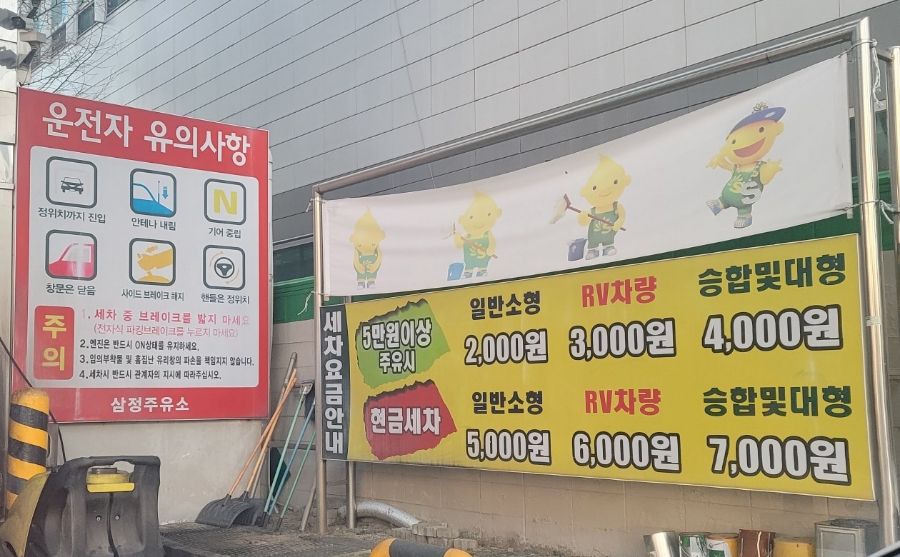 운전자 유의사항
정위치까지 진입
안테나 내림
N
기어 중립
창문은 닫음
사이드 브레이크 해지
핸들은 정위치
주의
1. 세차 중 브레이크를 밟지 마세요
(전자식 파킹브레이크를 누르지 마세요)
2. 엔진은 반드시 ON상태를 유지하세요.
3. 임의부착물 및 흠집난 유리창의 파손을 책임지지 않습니다.
4. 세차시 반드시 관계자의 지시에 따라주십시오.
삼정주유소
세차요금안내
5만원이상
주유시
일반소형
RV차량
승합및대형
2,000원
3,000원
4,000원
현금세차
일반소형
RV차량
승합및대형
5,000원
6,000원
7,000원